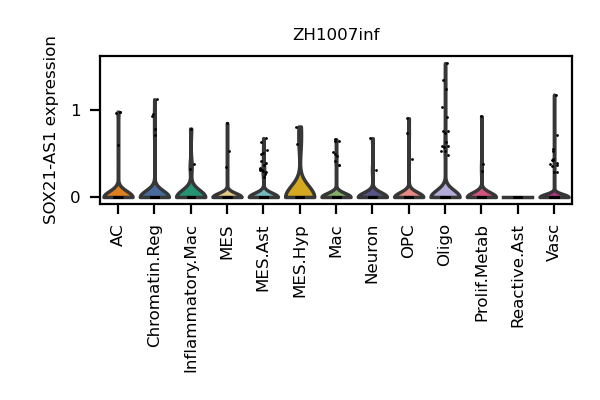 ZH1007inf
SOX21-AS1 expression
1
0
AC
Chromatin.Reg
Inflammatory.Mac
MES
MES.Ast
MES.Hyp
Mac
Neuron
OPC
Oligo
Prolif.Metab
Reactive.Ast
Vasc